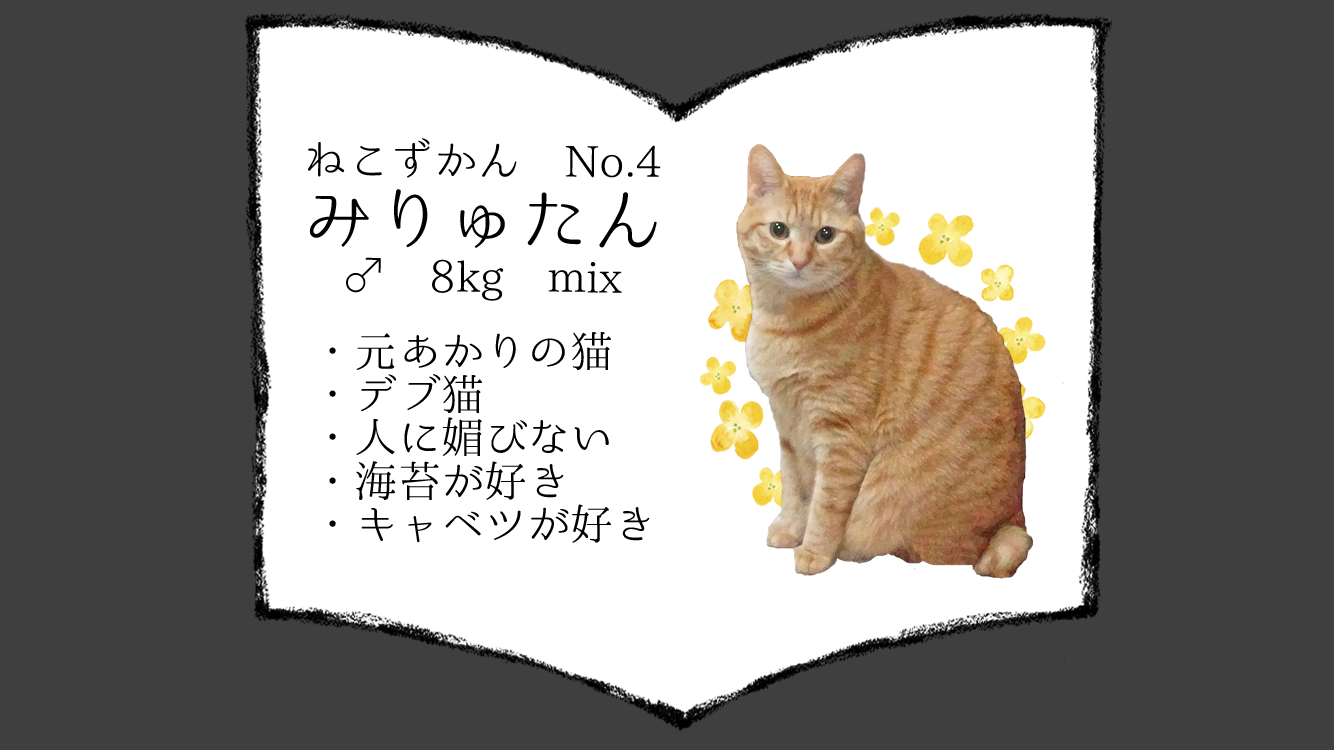 ねこずかん　No.4
みりゅたん
♂　8kg　mix
・元あかりの猫
・デブ猫
・人に媚びない
・海苔が好き
・キャベツが好き